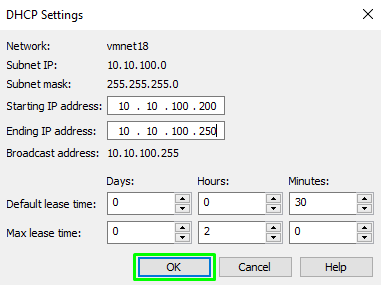 DHCP Settings
Network: vmnet18
Subnet IP: 10.10.100.0
Subnet mask: 255.255.255.0
Starting IP address: 10 . 10 . 100 . 200
Ending IP address: 10 . 10 . 100 . 250
Broadcast address: 10.10.100.255
Days: Hours: Minutes:
Default lease time: 0 0 30
Max lease time: 0 2 0
OK Cancel Help